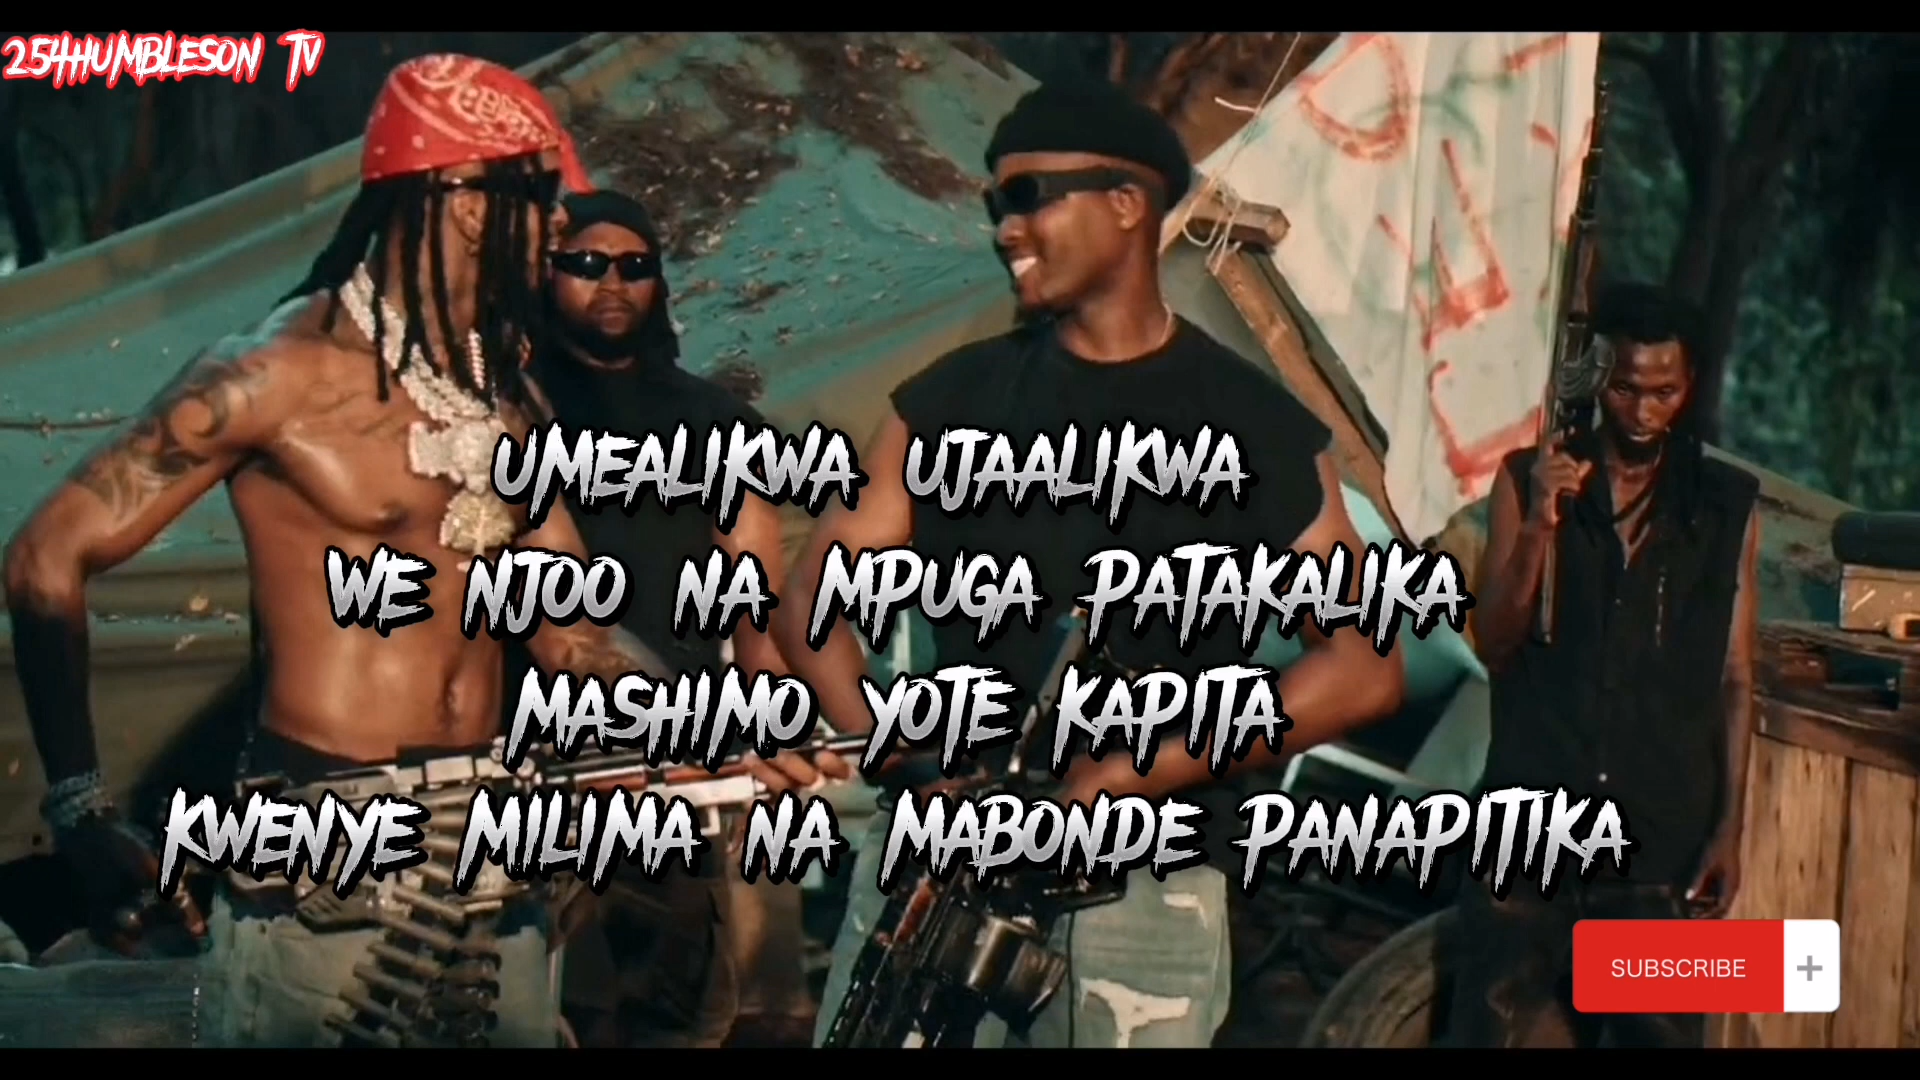 254HUMBLESON TV
UMEALIKWA UJAALIKWA
WE NJOO NA MPUGA PATAKALIKA
MASHIMO YOTE KAPITA
KWENYE MILIMA NA MABONDE PANAPITIKA
SUBSCRIBE +